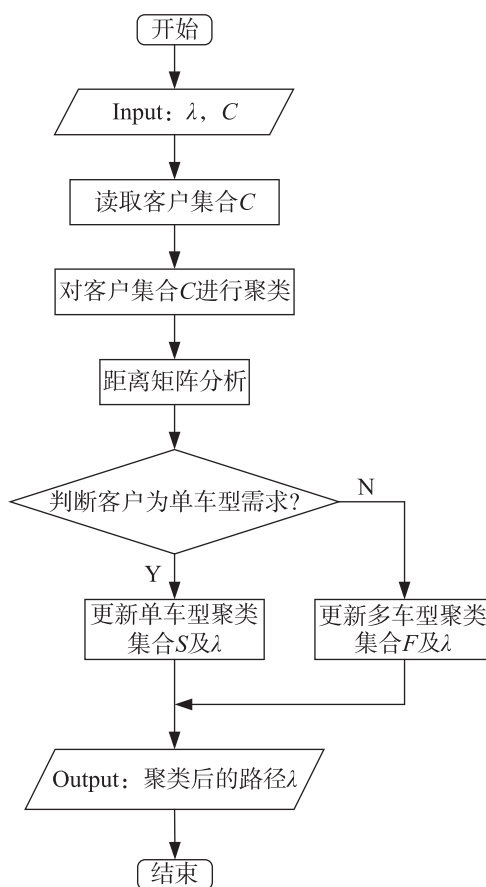 开始
Input：λ，C
读取客户集合C
对客户集合C进行聚类
距离矩阵分析
判断客户为单车型需求?
N
Y
更新单车型聚类
集合S及λ
更新多车型聚类
集合F及λ
Output：聚类后的路径λ
结束